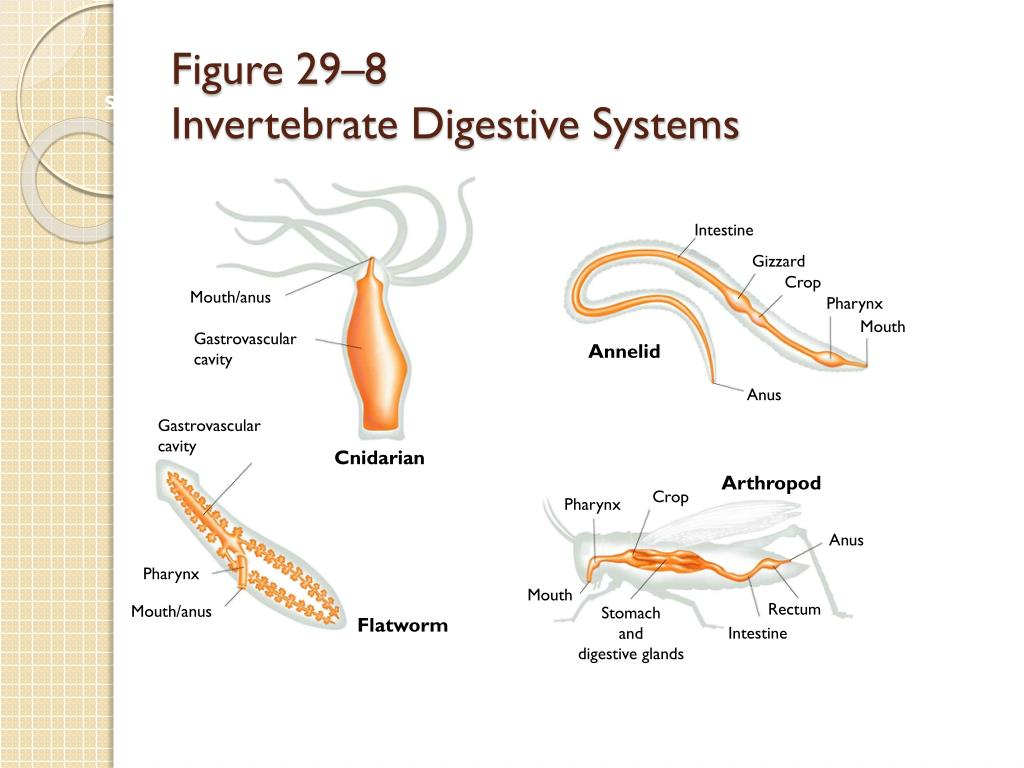 Figure 29–8
Invertebrate Digestive Systems
Mouth/anus
Gastrovascular
cavity
Cnidarian
Intestine
Gizzard
Crop
Pharynx
Mouth
Annelid
Anus
Gastrovascular
cavity
Pharynx
Mouth/anus
Flatworm
Arthropod
Pharynx
Crop
Anus
Mouth
Stomach
and
digestive glands
Rectum
Intestine